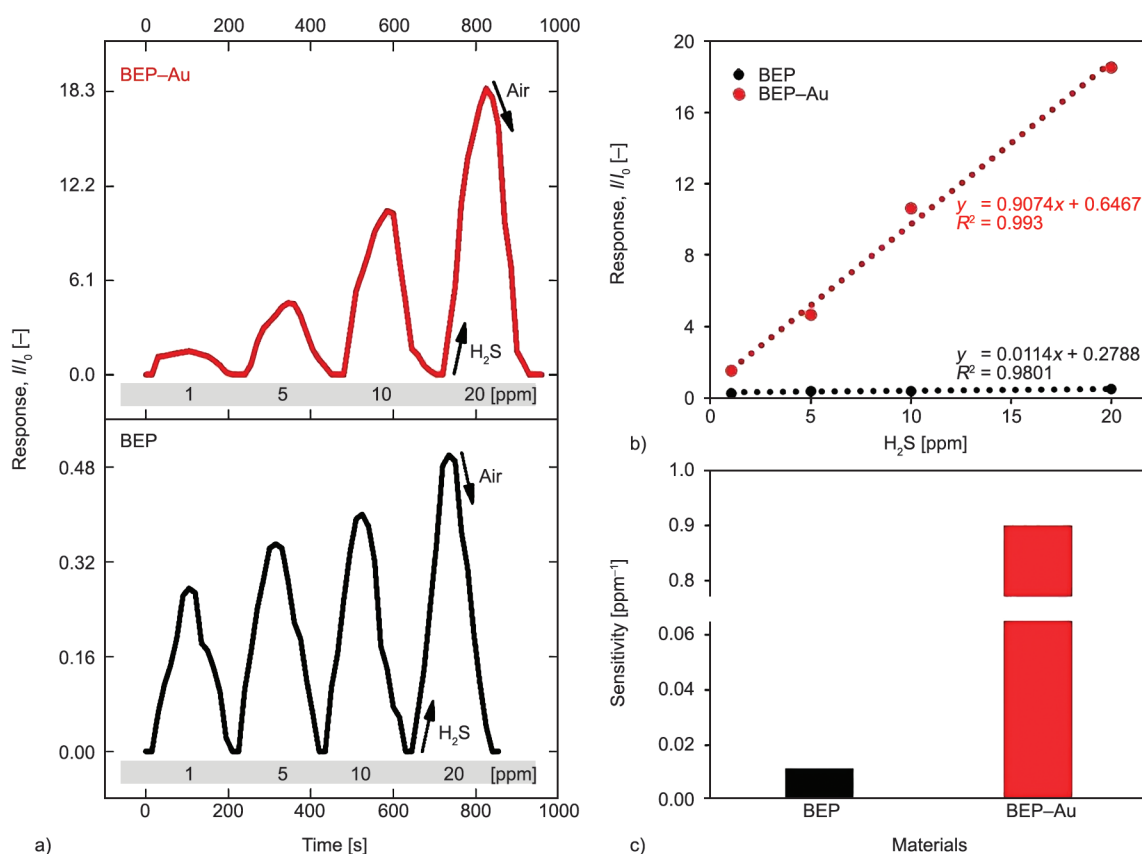 0 200 400 600 800 1000
BEP–Au
Air
18.3
12.2
6.1
0.0
H₂S
1 5 10 20 [ppm]
BEP
Air
0.48
0.32
0.16
0.00
H₂S
1 5 10 20 [ppm]
0 200 400 600 800 1000
Response, I/I₀ [–]
a) Time [s]
20
16
12
8
4
0
BEP
BEP–Au
y = 0.9074x + 0.6467
R² = 0.993
y = 0.0114x + 0.2788
R² = 0.9801
0 5 10 15 20
Response, I/I₀ [–]
b) H₂S [ppm]
1.0
0.9
0.8
0.06
0.04
0.02
0.00
Sensitivity [ppm⁻¹]
BEP BEP–Au
c) Materials